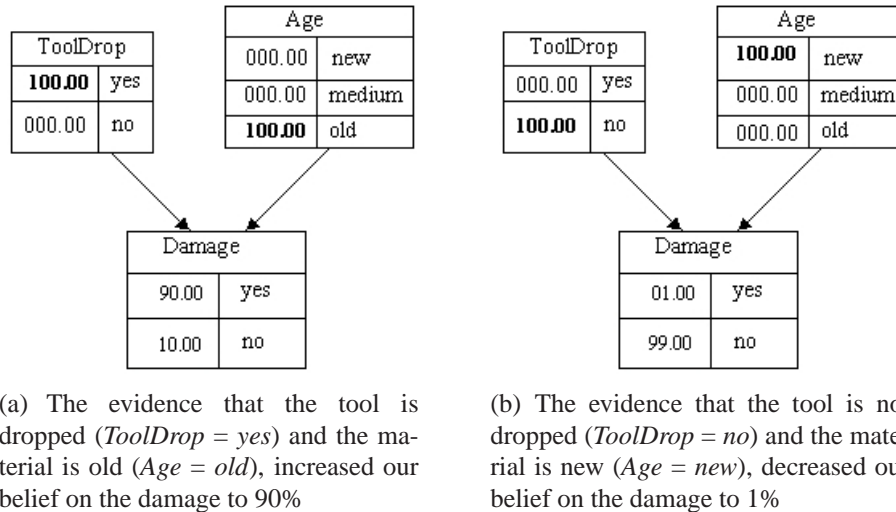 ToolDrop
100.00 yes
000.00 no
Age
000.00 new
000.00 medium
100.00 old
Damage
90.00 yes
10.00 no
(a) The evidence that the tool is
dropped (ToolDrop = yes) and the ma-
terial is old (Age = old), increased our
belief on the damage to 90%
ToolDrop
000.00 yes
100.00 no
Age
100.00 new
000.00 medium
000.00 old
Damage
01.00 yes
99.00 no
(b) The evidence that the tool is no
dropped (ToolDrop = no) and the mate
rial is new (Age = new), decreased ou
belief on the damage to 1%